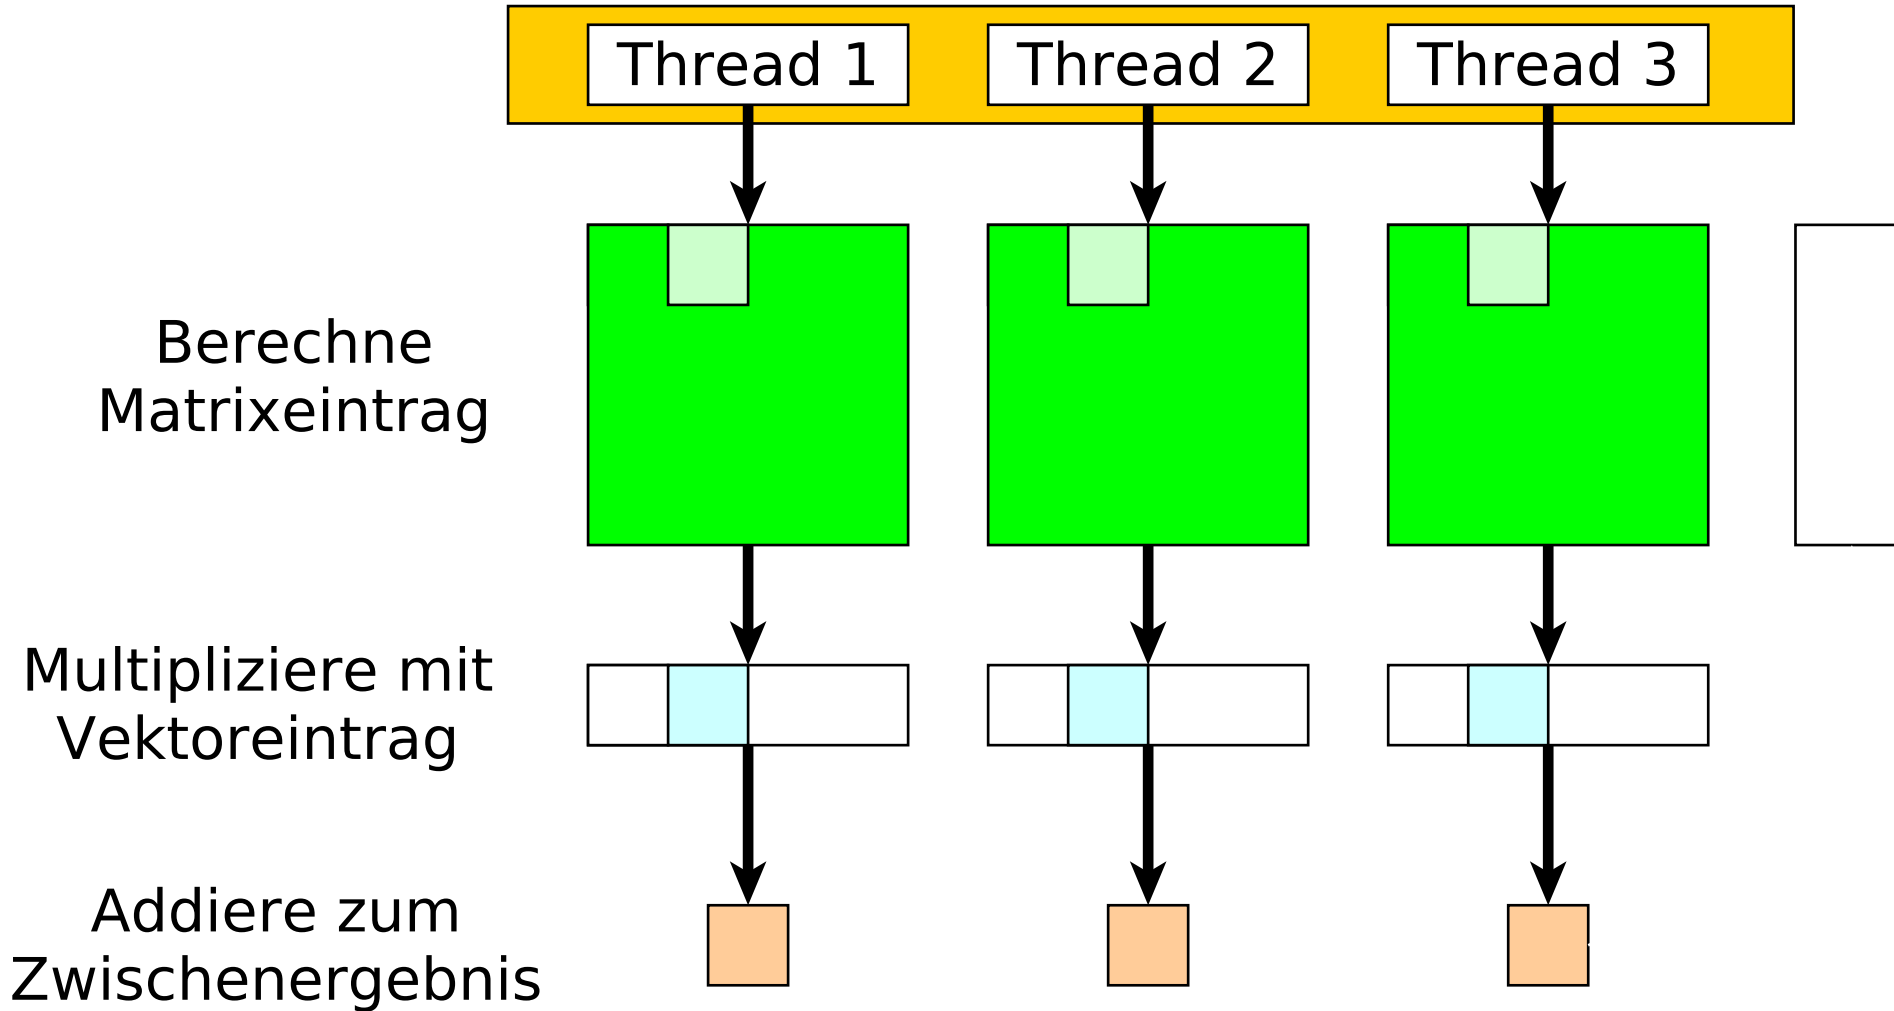 Thread 1
Thread 2
Thread 3
Berechne
Matrixeintrag
Multipliziere mit
Vektoreintrag
Addiere zum
Zwischenergebnis